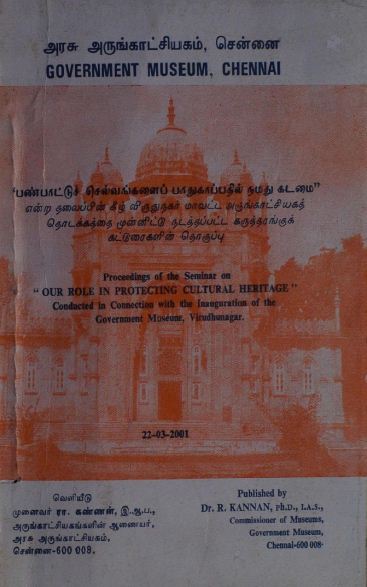 அரசு அருங்காட்சியகம், சென்னை
GOVERNMENT MUSEUM, CHENNAI
"பண்பாட்டுச் செல்வங்களைப் பாதுகாப்பதில் நமது கடமை"
என்ற தலைப்பின் கீழ் விருதுநகர் மாவட்ட அருங்காட்சியகத்
தொடக்கத்தை முன்னிட்டு நடத்தப்பட்ட கருத்தரங்குக்
கட்டுரைகளின் தொகுப்பு
Proceedings of the Seminar on
" OUR ROLE IN PROTECTING CULTURAL HERITAGE "
Conducted in Connection with the Inauguration of the
Government Museume, Virudhunagar.
22-03-2001
வெளியீடு
முனைவர் ரா. கண்ணன், இ.ஆ.ப.,
அருங்காட்சியகங்களின் ஆணையர்,
அரசு அருங்காட்சியகம்,
சென்னை-600 008.
Published by
Dr. R. KANNAN, Ph.D., I.A.S.,
Commissioner of Museums,
Government Museum,
Chennai-600 008·